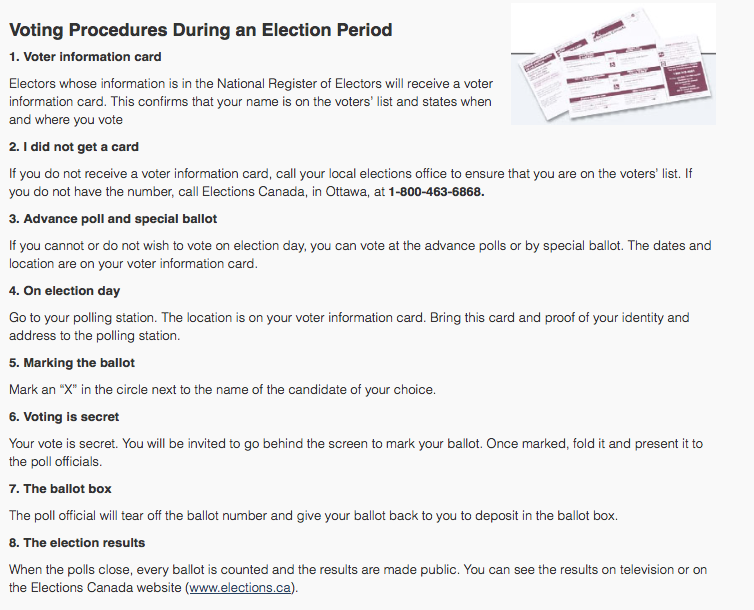 Voting Procedures During an Election Period
1. Voter information card
Electors whose information is in the National Register of Electors will receive a voter
information card. This confirms that your name is on the voters’ list and states when
and where you vote
2. I did not get a card
If you do not receive a voter information card, call your local elections office to ensure that you are on the voters’ list. If
you do not have the number, call Elections Canada, in Ottawa, at 1-800-463-6868.
3. Advance poll and special ballot
If you cannot or do not wish to vote on election day, you can vote at the advance polls or by special ballot. The dates and
location are on your voter information card.
4. On election day
Go to your polling station. The location is on your voter information card. Bring this card and proof of your identity and
address to the polling station.
5. Marking the ballot
Mark an “X” in the circle next to the name of the candidate of your choice.
6. Voting is secret
Your vote is secret. You will be invited to go behind the screen to mark your ballot. Once marked, fold it and present it to
the poll officials.
7. The ballot box
The poll official will tear off the ballot number and give your ballot back to you to deposit in the ballot box.
8. The election results
When the polls close, every ballot is counted and the results are made public. You can see the results on television or on
the Elections Canada website (www.elections.ca).